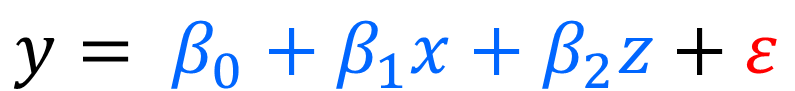 y = β₀ + β₁x + β₂z + ε